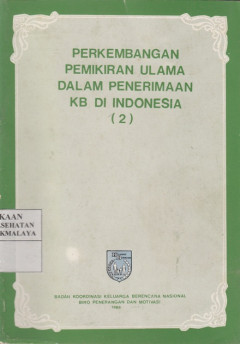 PERKEMBANGAN
PEMIKIRAN ULAMA
DALAM PENERIMAAN
KB DI INDONESIA
(2)
KAAN
ESEHATAN
KMALAYA
BADAN KOORDINASI KELUARGA BERENCANA NASIONAL
BIRO PENERANGAN DAN MOTIVASI